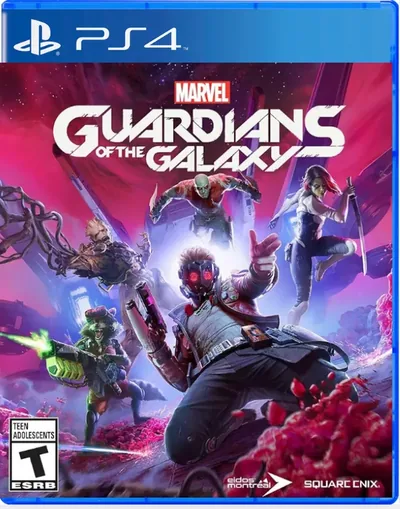 PS4
MARVEL
GUARDIANS
OF THE
GALAXY
TEEN
ADOLESCENTS
T
ESRB
eidos
montréal
SQUARE ENIX.